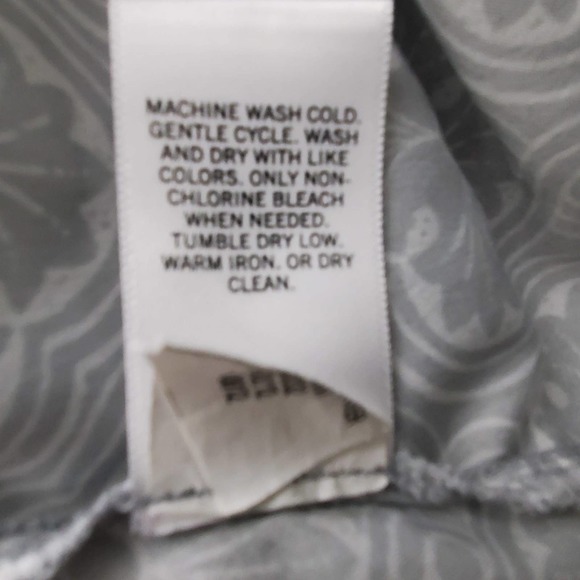 MACHINE WASH COLD.
GENTLE CYCLE. WASH
AND DRY WITH LIKE
COLORS. ONLY NON-
CHLORINE BLEACH
WHEN NEEDED.
TUMBLE DRY LOW.
WARM IRON. OR DRY
CLEAN.